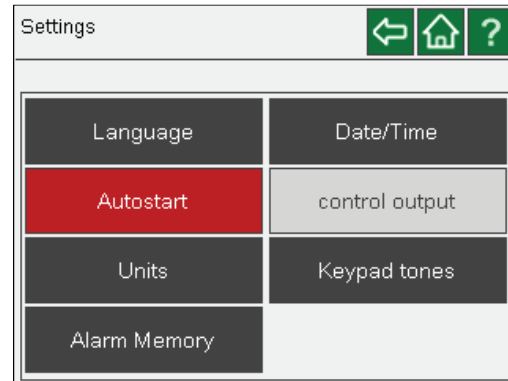 Settings ?
Language Date/Time
Autostart control output
Units Keypad tones
Alarm Memory